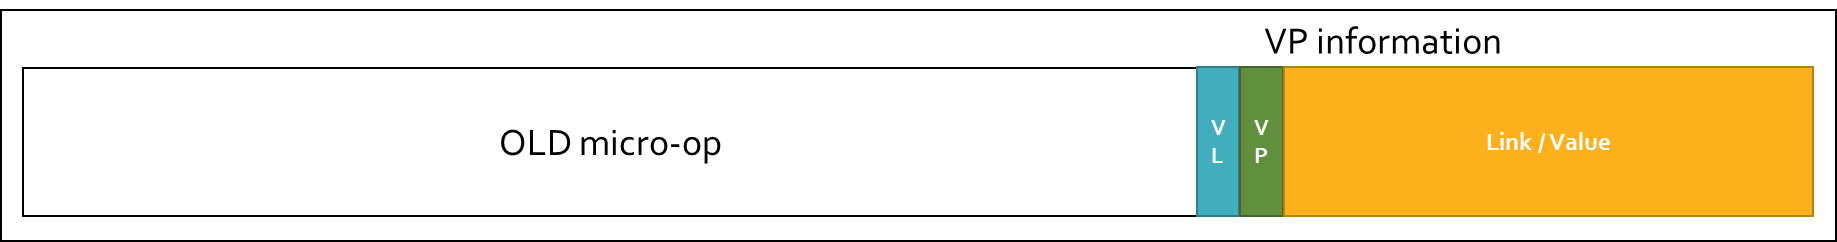 VP information
OLD micro-op
V
L
V
P
Link / Value